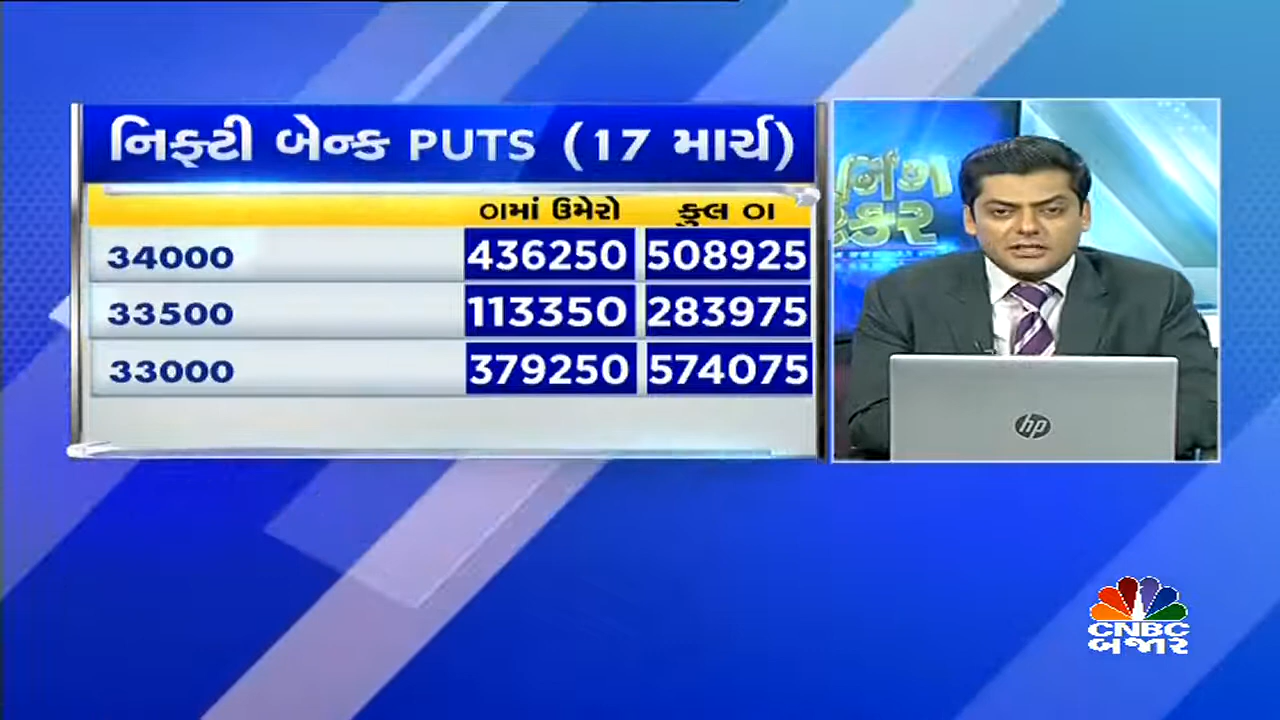 નિફ્ટી બેન્ક PUTS (17 માર્ચ)
OIમાં ઉમેરો કુલ OI
34000 436250 508925
33500 113350 283975
33000 379250 574075
hp
CNBC
બજાર